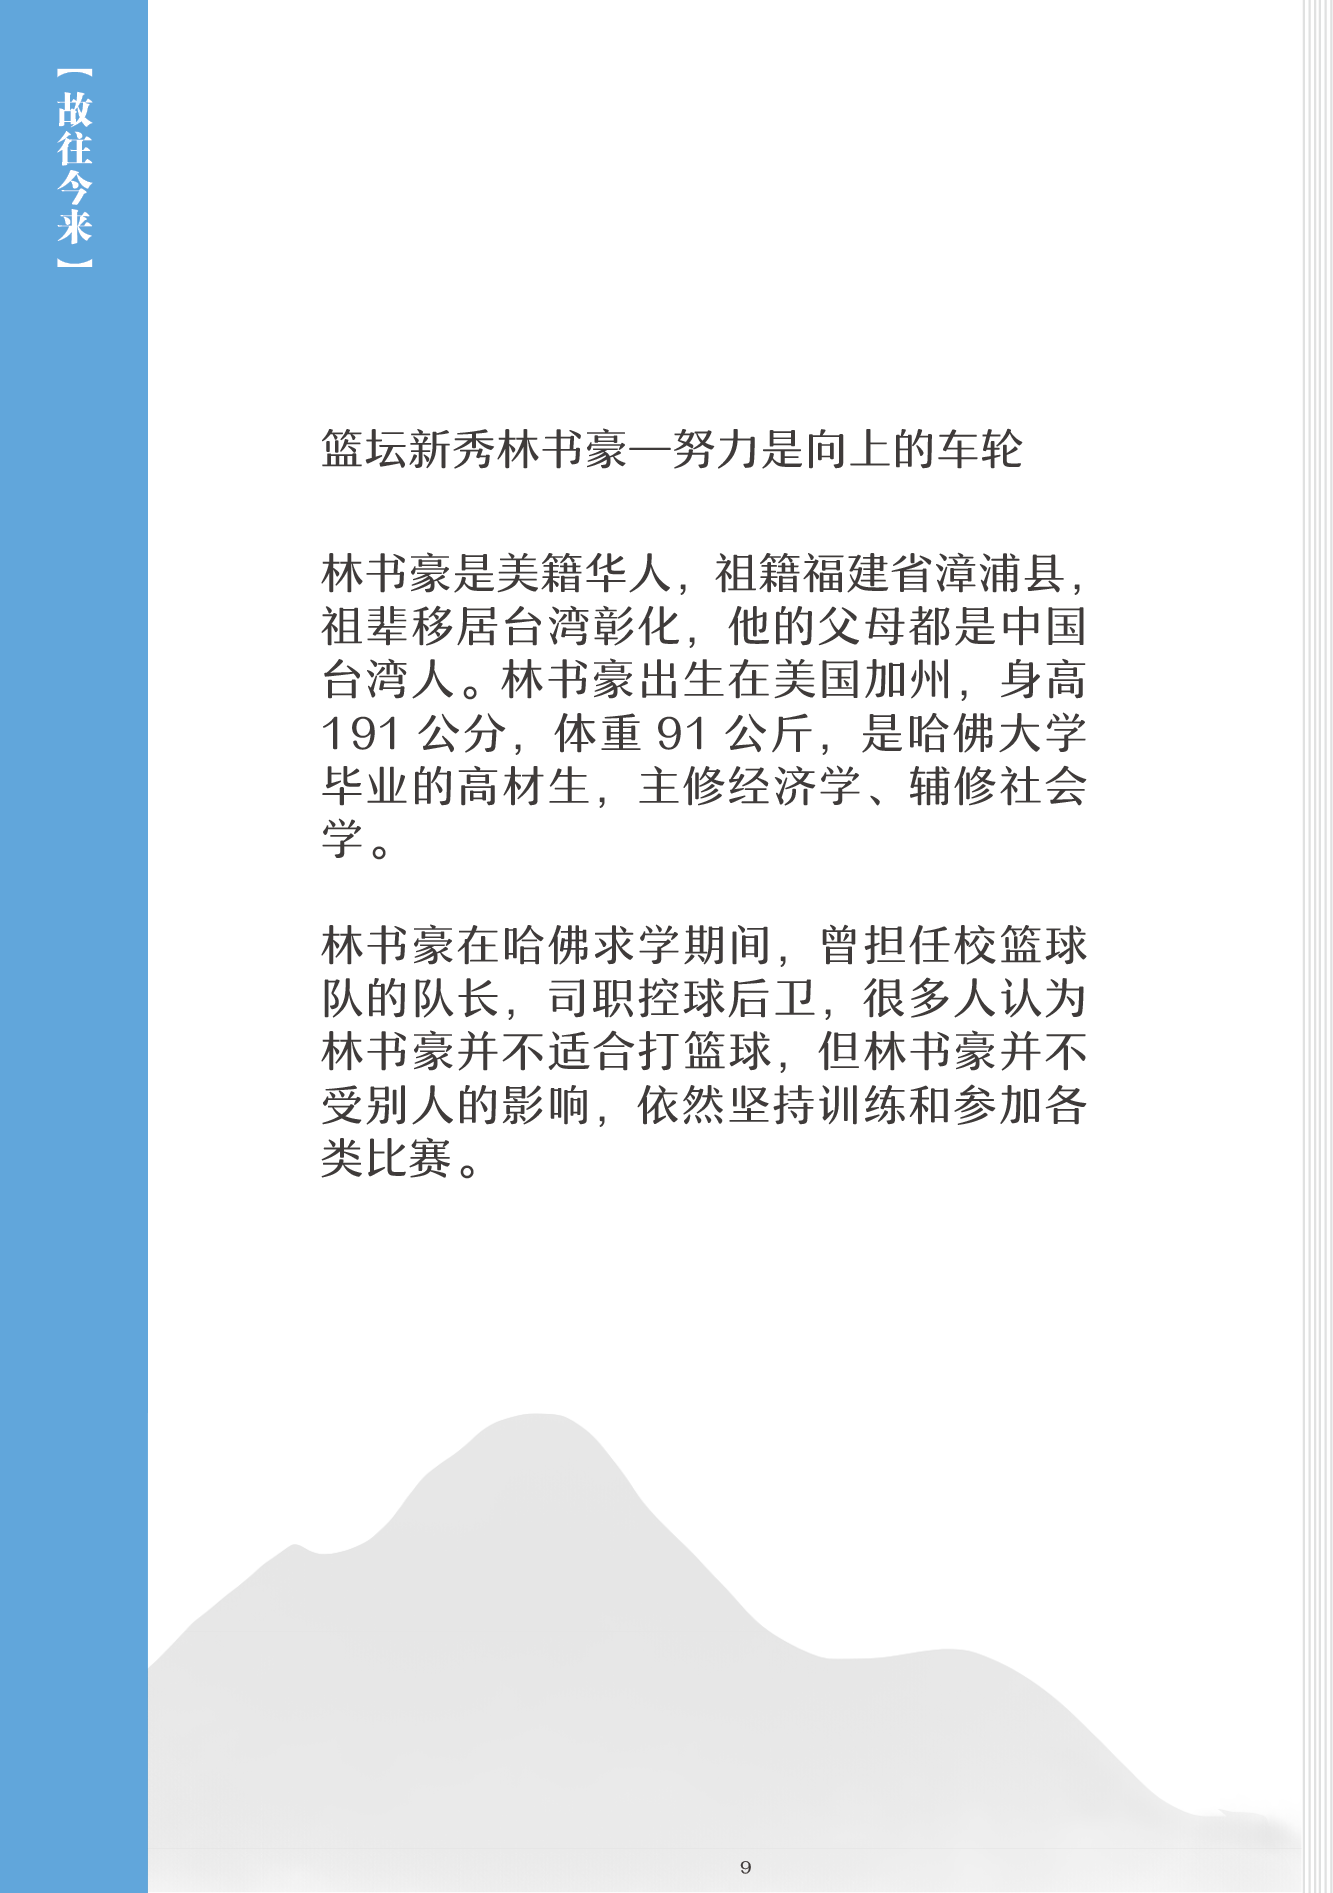 【故往今来】
篮坛新秀林书豪—努力是向上的车轮
林书豪是美籍华人，祖籍福建省漳浦县，
祖辈移居台湾彰化，他的父母都是中国
台湾人。林书豪出生在美国加州，身高
191 公分，体重 91 公斤，是哈佛大学
毕业的高材生，主修经济学、辅修社会
学。
林书豪在哈佛求学期间，曾担任校篮球
队的队长，司职控球后卫，很多人认为
林书豪并不适合打篮球，但林书豪并不
受别人的影响，依然坚持训练和参加各
类比赛。
9